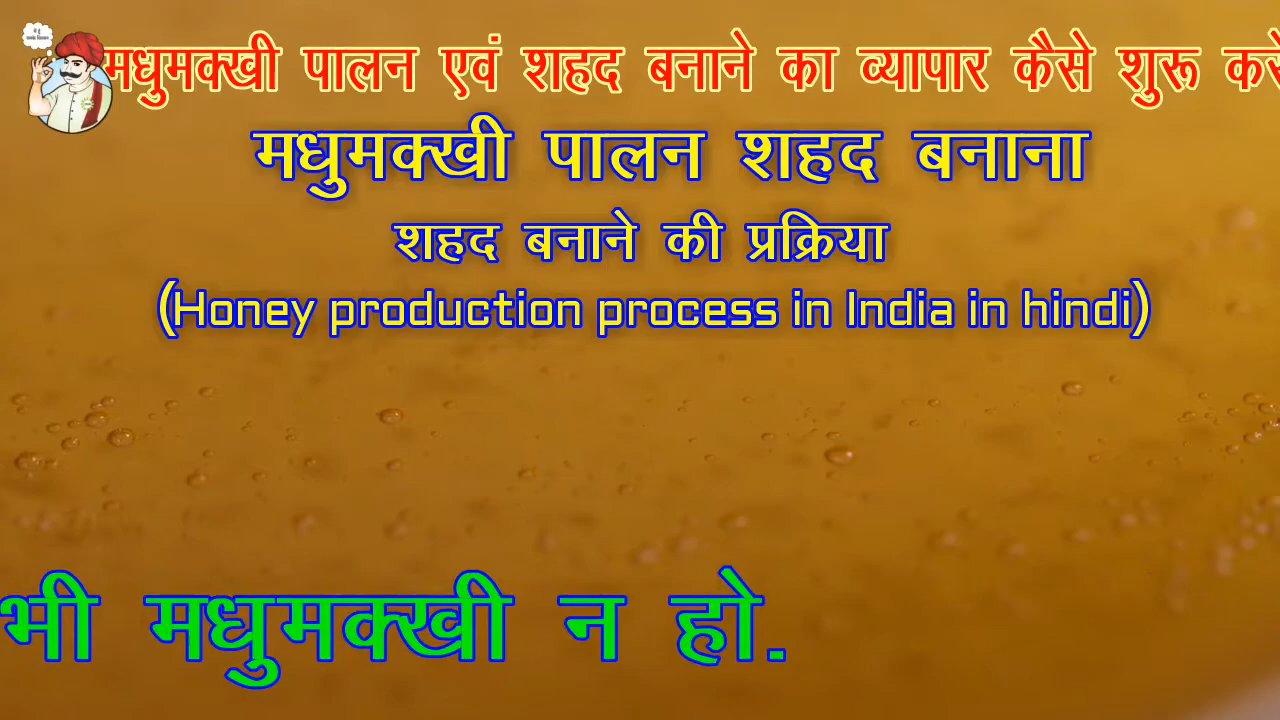 मधुमक्खी पालन एवं शहद बनाने का व्यापार कैसे शुरू करें
मधुमक्खी पालन शहद बनाना
शहद बनाने की प्रक्रिया
(Honey production process in India in hindi)
भी मधुमक्खी न हो.